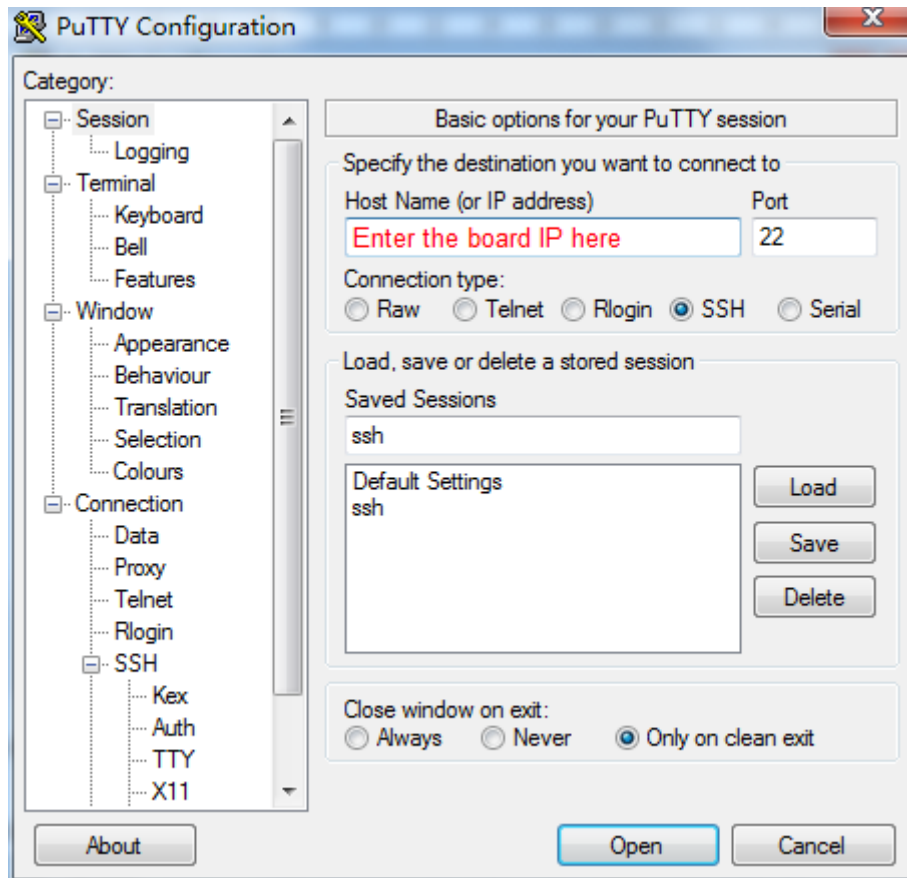 PuTTY Configuration
Category:
Session
Logging
Terminal
Keyboard
Bell
Features
Window
Appearance
Behaviour
Translation
Selection
Colours
Connection
Data
Proxy
Telnet
Rlogin
SSH
Kex
Auth
TTY
X11
Basic options for your PuTTY session
Specify the destination you want to connect to
Host Name (or IP address) Port
Enter the board IP here 22
Connection type:
Raw Telnet Rlogin SSH Serial
Load, save or delete a stored session
Saved Sessions
ssh
Default Settings
ssh
Load
Save
Delete
Close window on exit:
Always Never Only on clean exit
About Open Cancel